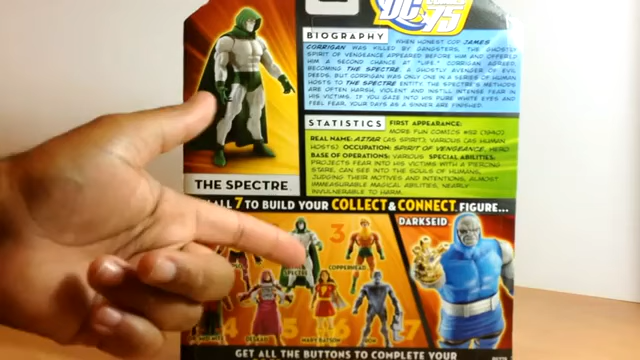 DC
75
BIOGRAPHY
WHEN HONEST COP JAMES
CORRIGAN WAS KILLED BY GANGSTERS, THE GHOSTLY
SPIRIT OF VENGEANCE APPEARED BEFORE HIM AND OFFERED
HIM A SECOND CHANCE AT "LIFE." CORRIGAN AGREED,
BECOMING THE SPECTRE, A GHOSTLY AVENGER OF EVIL
DEEDS. BUT CORRIGAN WAS ONLY ONE IN A SERIES OF HUMAN
HOSTS TO THE SPECTRE ENTITY. THE SPECTRE'S METHODS
ARE OFTEN HARSH, VIOLENT AND INSTILL INTENSE FEAR IN
HIS VICTIMS. IF YOU GAZE INTO HIS PURE WHITE EYES AND
FEEL FEAR, YOUR DAYS AS A SINNER ARE FINISHED.
STATISTICS
FIRST APPEARANCE:
MORE FUN COMICS #52 (1940)
REAL NAME: AZTAR (AS SPIRIT); VARIOUS (AS HUMAN
HOSTS) OCCUPATION: SPIRIT OF VENGEANCE, HERO
BASE OF OPERATIONS: VARIOUS SPECIAL ABILITIES:
PROJECTS FEAR INTO HIS VICTIMS WITH A PIERCING
STARE, CAN SEE INTO THE SOULS OF HUMANS,
JUDGING THEIR MOTIVES AND INTENTIONS, ALMOST
IMMEASURABLE MAGICAL ABILITIES, NEARLY
INVULNERABLE TO HARM.
THE SPECTRE
ALL 7 TO BUILD YOUR COLLECT & CONNECT FIGURE...
DARKSEID
3
SPECTRE
COPPERHEAD
4
5
6
7
DESAAD
MARY BATSON
IRON
GET ALL THE BUTTONS TO COMPLETE YOUR